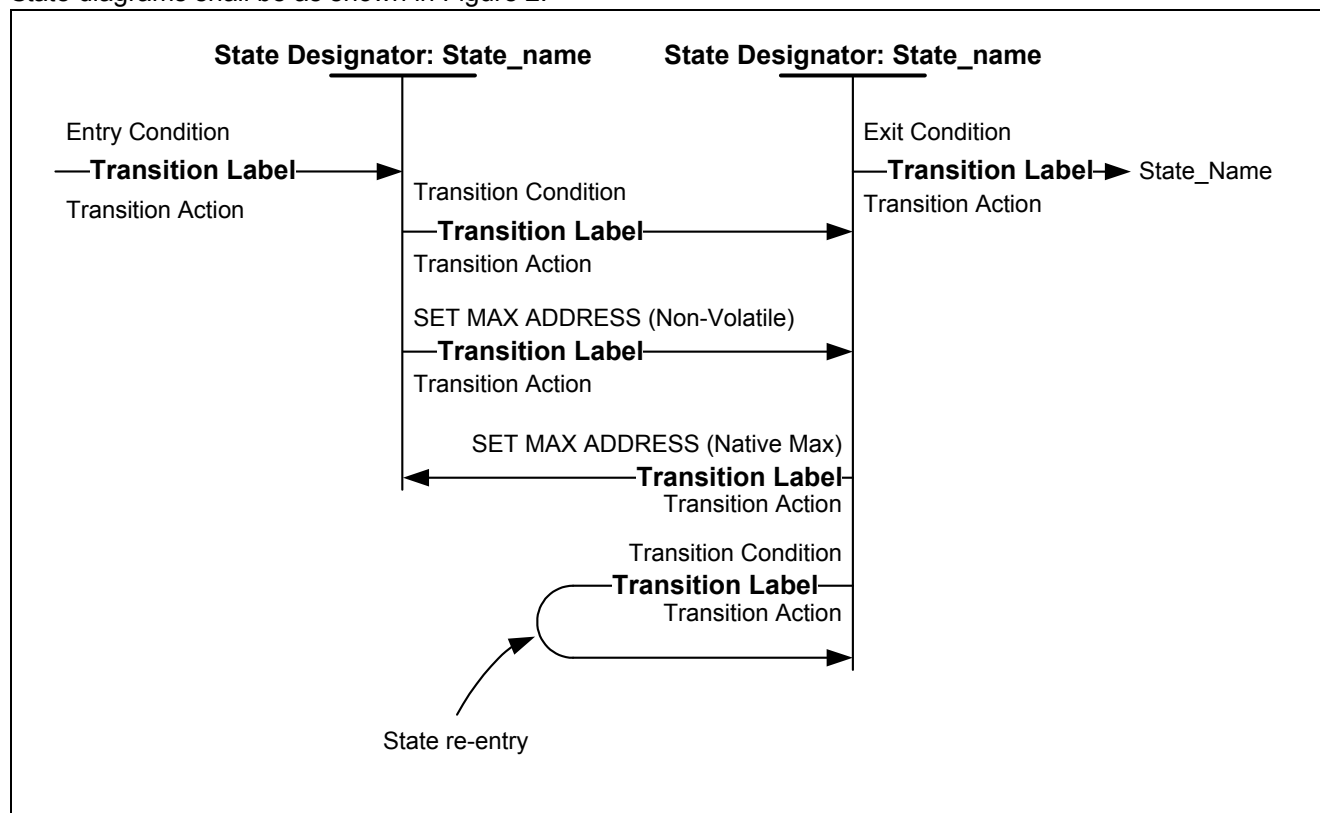 State diagrams shall be as shown in Figure 2.
State Designator: State_name
State Designator: State_name
Entry Condition
Transition Label
Transition Action
Exit Condition
Transition Label
State_Name
Transition Action
Transition Condition
Transition Label
Transition Action
SET MAX ADDRESS (Non-Volatile)
Transition Label
Transition Action
SET MAX ADDRESS (Native Max)
Transition Label
Transition Action
Transition Condition
Transition Label
Transition Action
State re-entry